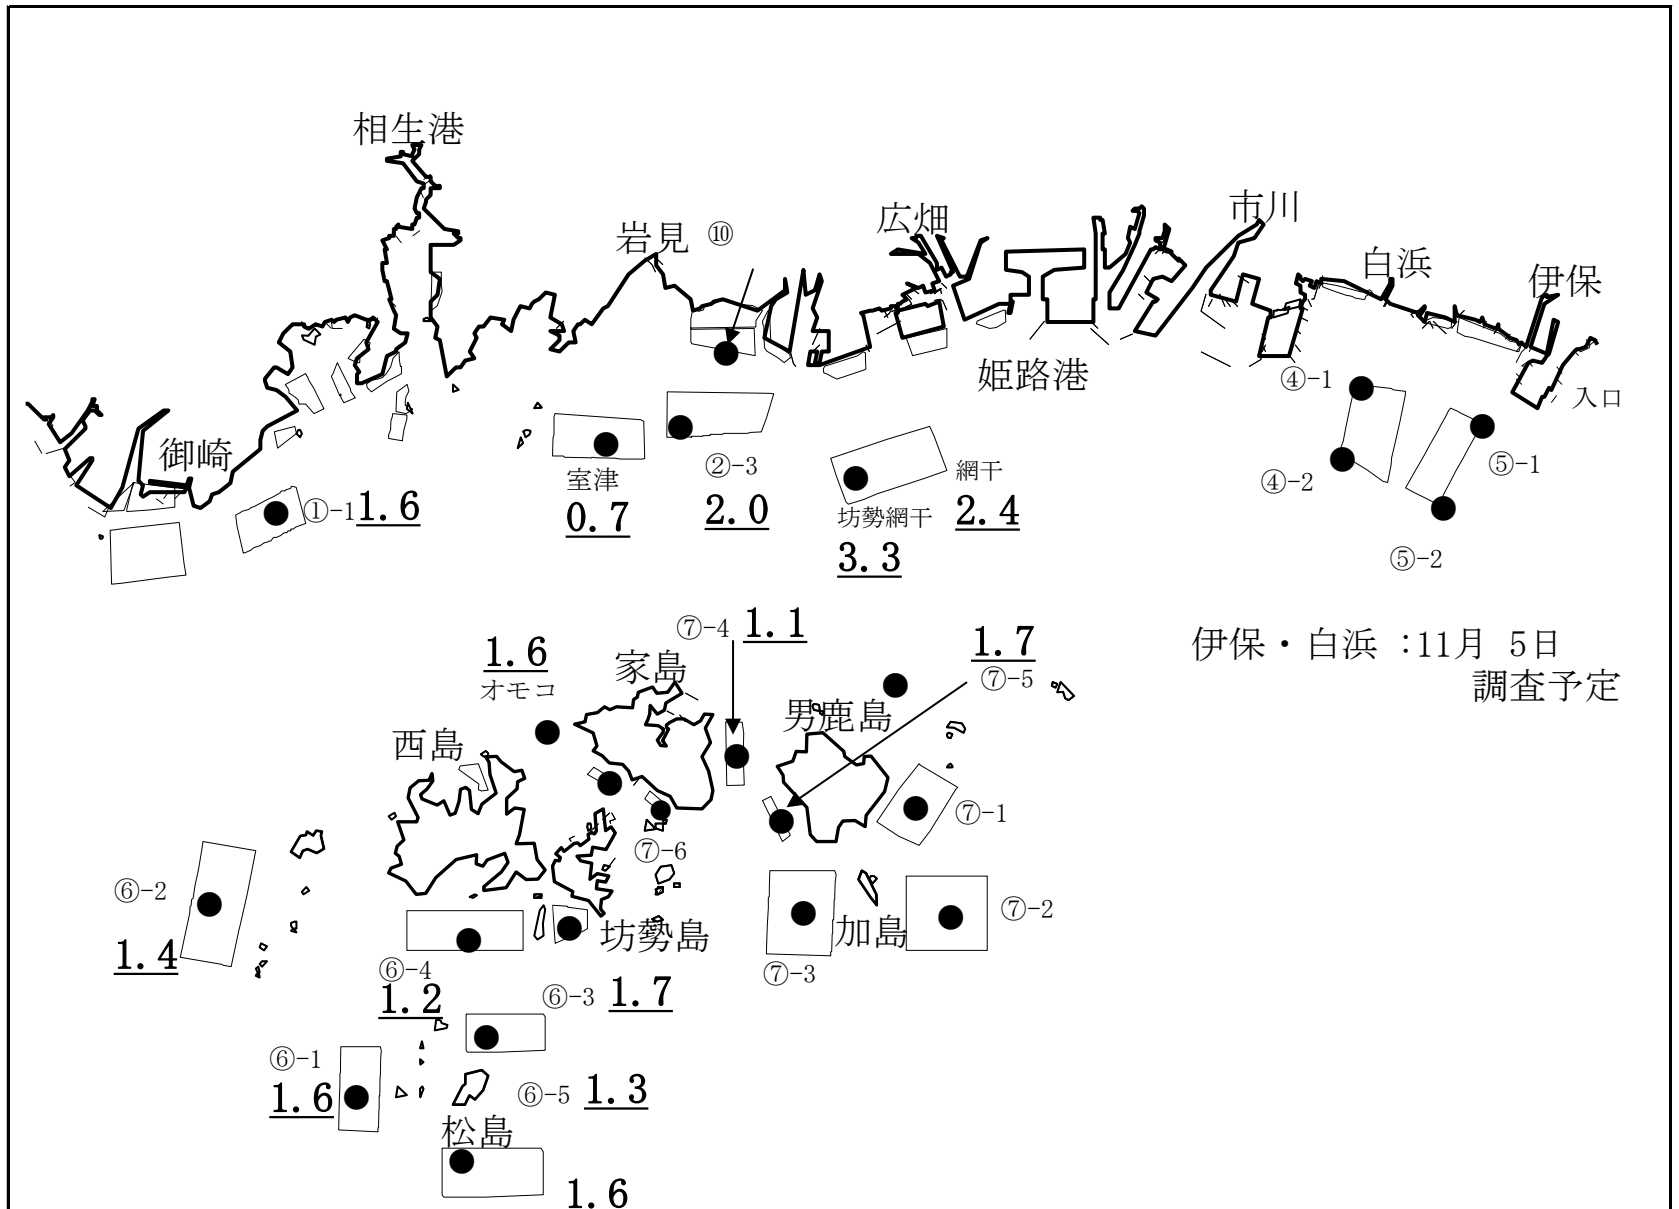 相生港
市川
広畑
岩見 ⑩
白浜
伊保
姫路港
④-1
入口
御崎
②-3
⑤-1
室津
網干
④-2
①-1 1.6
0.7
2.0
坊勢網干
2.4
3.3
⑤-2
⑦-4 1.1
1.6
オモコ
家島
1.7
⑦-5
伊保・白浜 :11月 5日
調査予定
男鹿島
西島
⑦-1
⑦-6
⑥-2
⑦-2
坊勢島
加島
1.4
⑥-4
⑦-3
1.2
⑥-3 1.7
⑥-1
1.6
⑥-5 1.3
松島
1.6